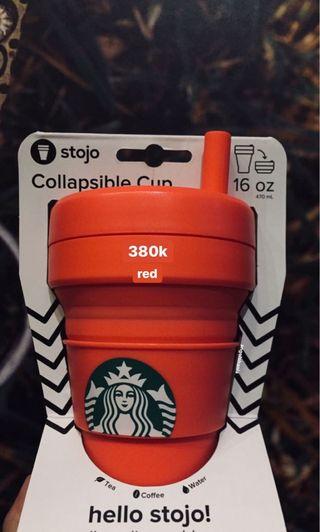 stojo
Collapsible Cup
16 oz
470 mL
380k
red
Tea
Coffee
Water
hello stojo!